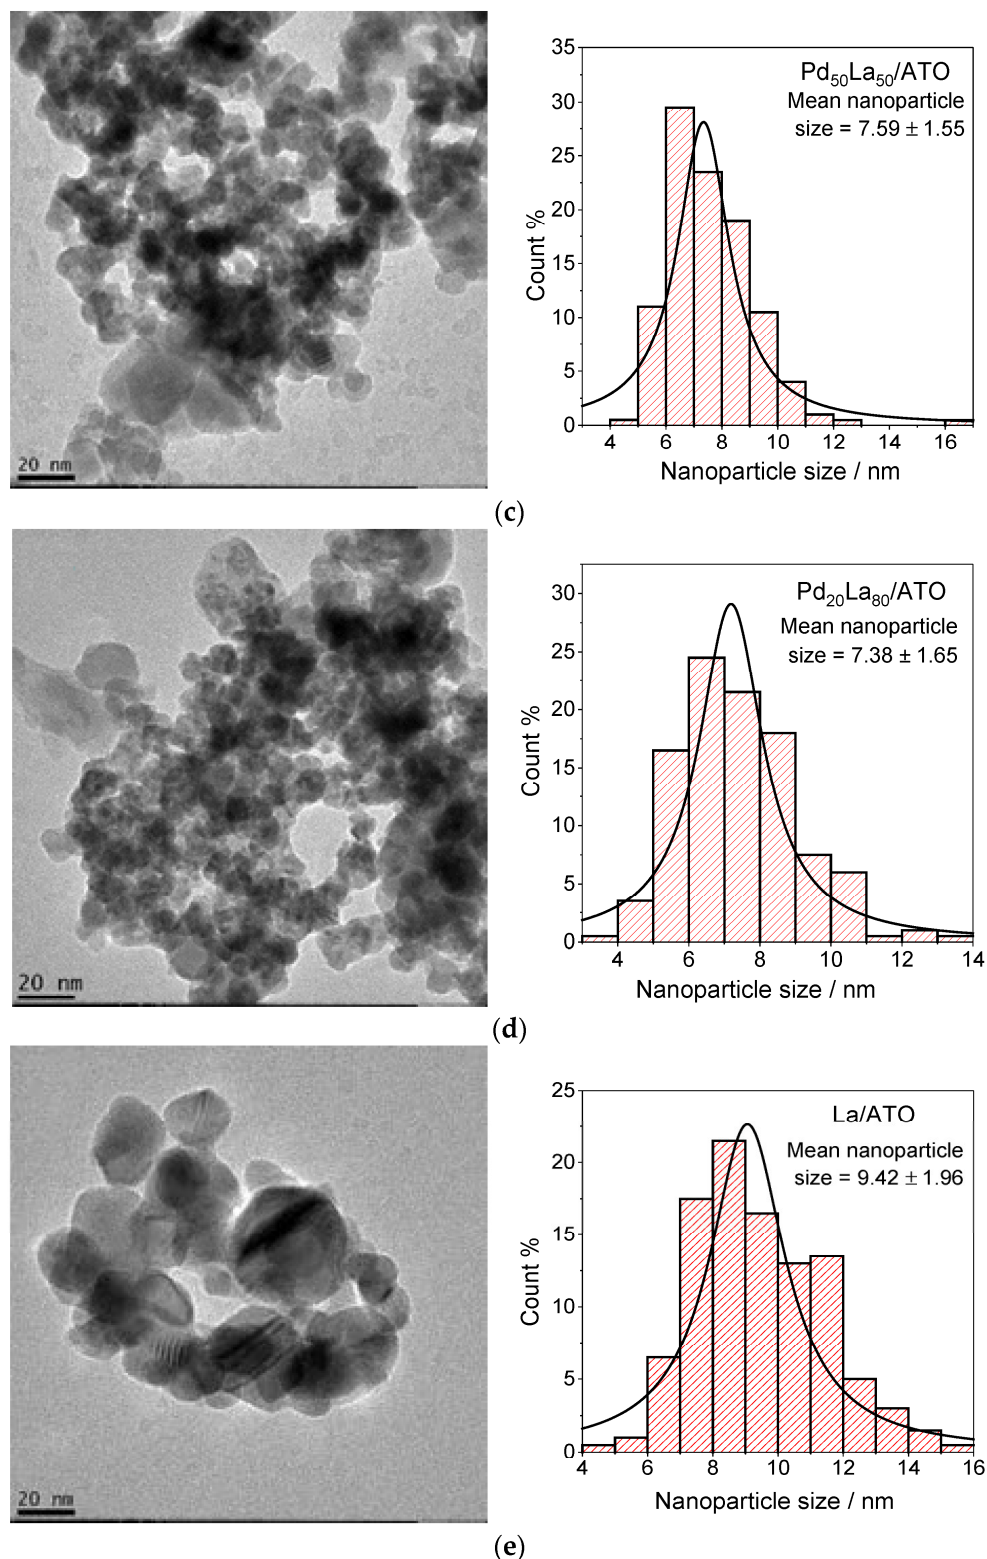 35
30
25
20
15
10
5
0
Count %
Pd50La50/ATO
Mean nanoparticle
size = 7.59 ± 1.55
4 6 8 10 12 14 16
Nanoparticle size / nm
20 nm
(c)
30
25
20
15
10
5
0
Count %
Pd20La80/ATO
Mean nanoparticle
size = 7.38 ± 1.65
4 6 8 10 12 14
Nanoparticle size / nm
20 nm
(d)
25
20
15
10
5
0
Count %
La/ATO
Mean nanoparticle
size = 9.42 ± 1.96
4 6 8 10 12 14 16
Nanoparticle size / nm
20 nm
(e)